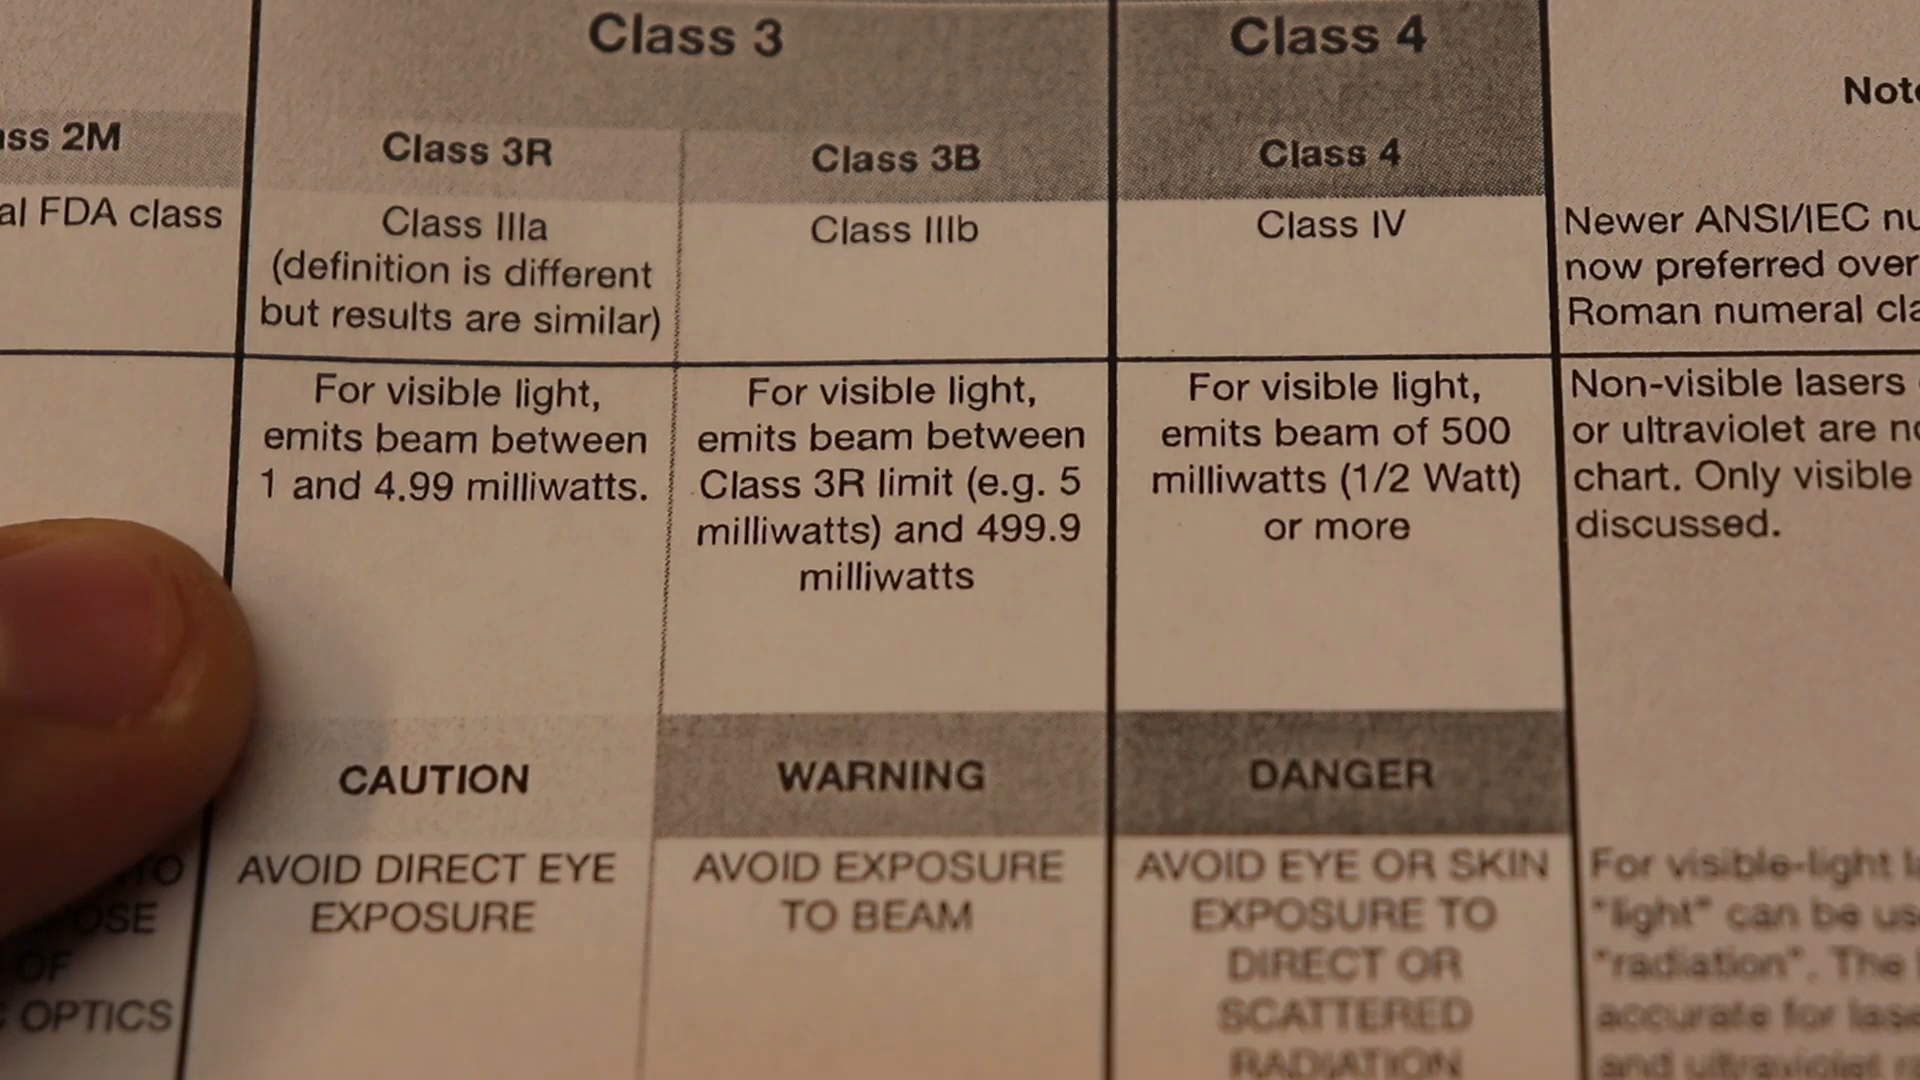 Class 3
Class 4
2M
Class 3R
Class 3B
Class 4
FDA class
Class IIIa
(definition is different
but results are similar)
Class IIIb
Class IV
Newer ANSI/IEC
now preferred over
Roman numeral
For visible light,
emits beam between
1 and 4.99 milliwatts.
For visible light,
emits beam between
Class 3R limit (e.g. 5
milliwatts) and 499.9
milliwatts
For visible light,
emits beam of 500
milliwatts (1/2 Watt)
or more
Non-visible lasers
or ultraviolet are
chart. Only visible
discussed.
CAUTION
WARNING
DANGER
OF
OPTICS
AVOID DIRECT EYE
EXPOSURE
AVOID EXPOSURE
TO BEAM
AVOID EYE OR SKIN
EXPOSURE TO
DIRECT OR
SCATTERED
RADIATION
For visible-light
"light" can be
"radiation". The
accurate for
and ultraviolet